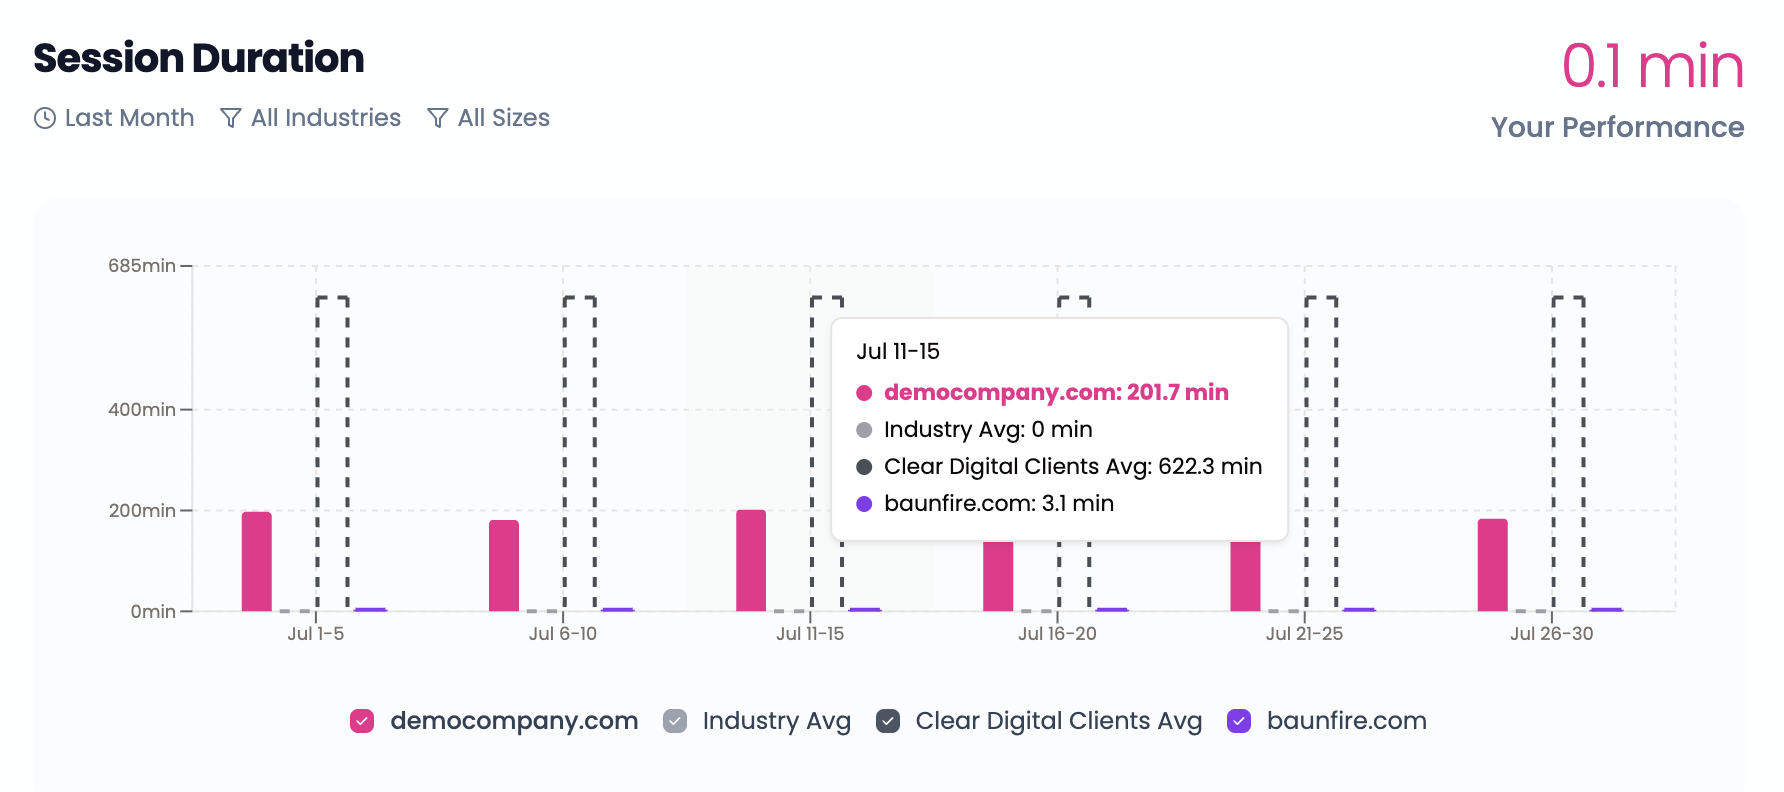 Session Duration
0.1 min
Last Month All Industries All Sizes
Your Performance
685min
400min
200min
0min
Jul 11-15
democompany.com: 201.7 min
Industry Avg: 0 min
Clear Digital Clients Avg: 622.3 min
baunfire.com: 3.1 min
Jul 1-5 Jul 6-10 Jul 11-15 Jul 16-20 Jul 21-25 Jul 26-30
democompany.com Industry Avg Clear Digital Clients Avg baunfire.com